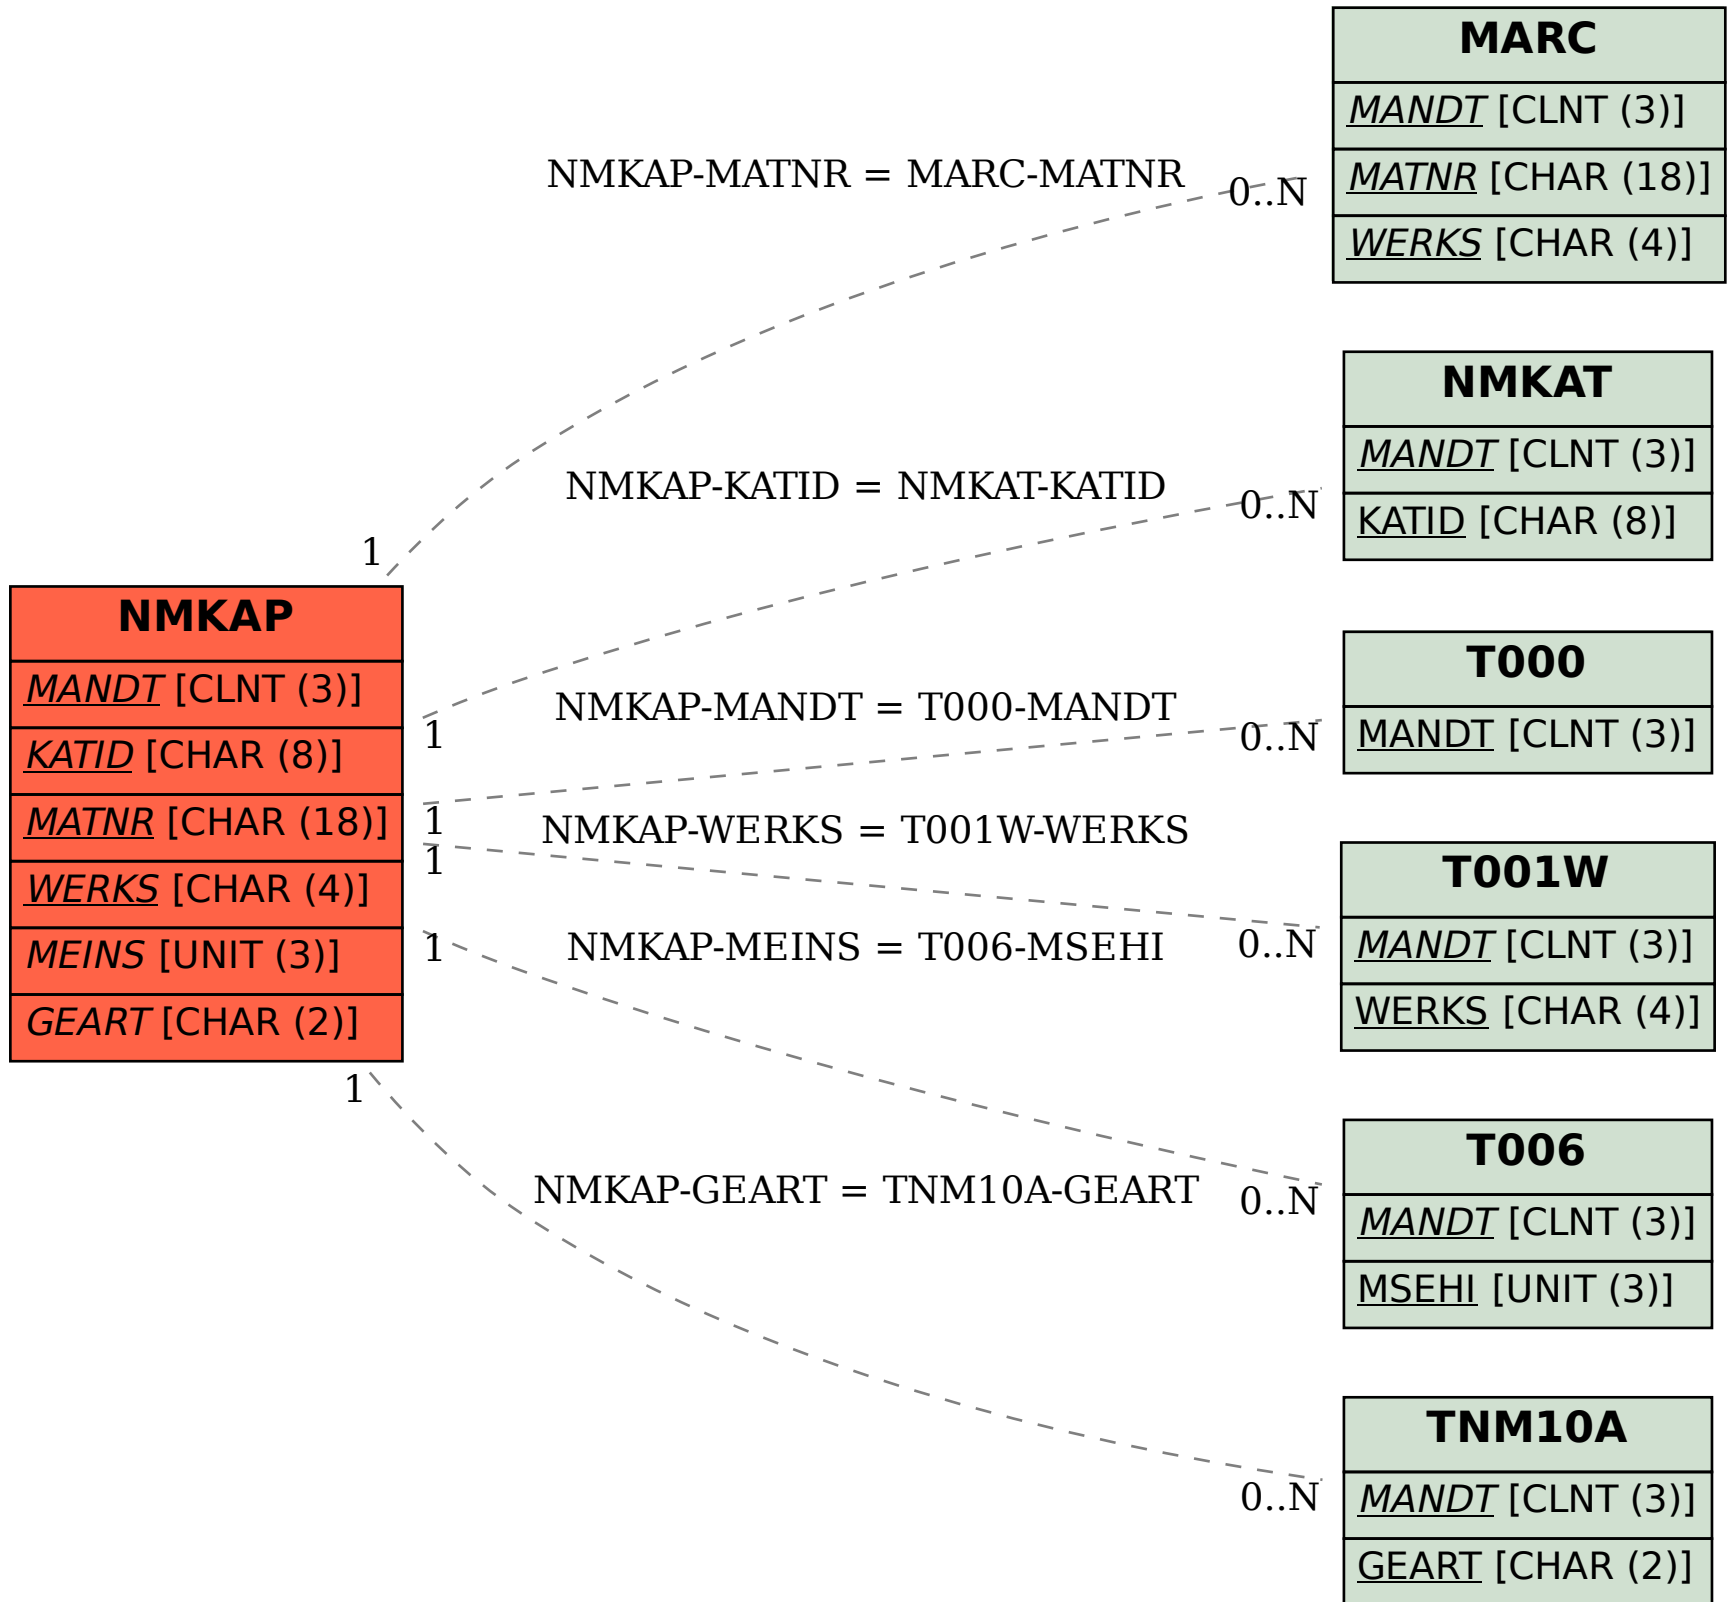 MARC
MANDT [CLNT (3)]
MATNR [CHAR (18)]
WERKS [CHAR (4)]
NMKAP-MATNR = MARC-MATNR
0..N
1
NMKAT
MANDT [CLNT (3)]
KATID [CHAR (8)]
NMKAP-KATID = NMKAT-KATID
0..N
1
NMKAP
MANDT [CLNT (3)]
KATID [CHAR (8)]
MATNR [CHAR (18)]
WERKS [CHAR (4)]
MEINS [UNIT (3)]
GEART [CHAR (2)]
T000
MANDT [CLNT (3)]
NMKAP-MANDT = T000-MANDT
0..N
1
T001W
MANDT [CLNT (3)]
WERKS [CHAR (4)]
NMKAP-WERKS = T001W-WERKS
0..N
1
T006
MANDT [CLNT (3)]
MSEHI [UNIT (3)]
NMKAP-MEINS = T006-MSEHI
0..N
1
TNM10A
MANDT [CLNT (3)]
GEART [CHAR (2)]
NMKAP-GEART = TNM10A-GEART
0..N
1